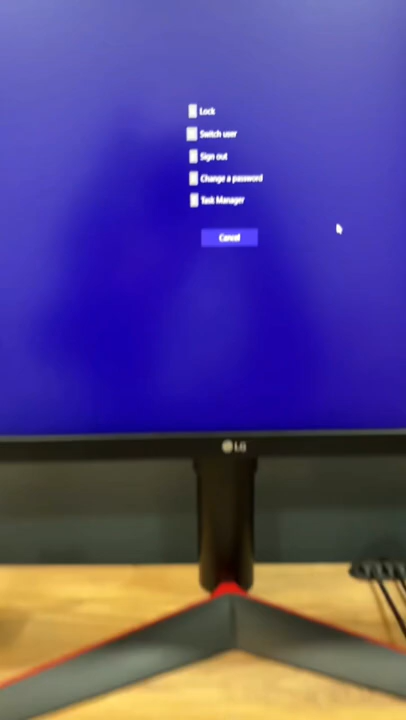 Lock
Switch user
Sign out
Change a password
Task Manager
Cancel
LG